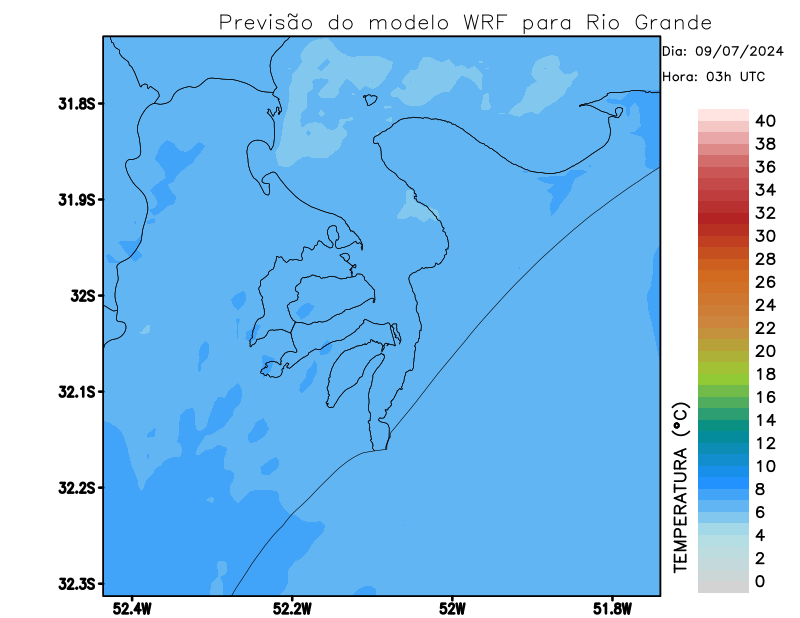 Previsão do modelo WRF para Rio Grande
Dia: 09/07/2024
Hora: 03h UTC
31.8S
31.9S
32S
32.1S
32.2S
32.3S
52.4W
52.2W
52W
51.8W
TEMPERATURA (°C)
40
38
36
34
32
30
28
26
24
22
20
18
16
14
12
10
8
6
4
2
0